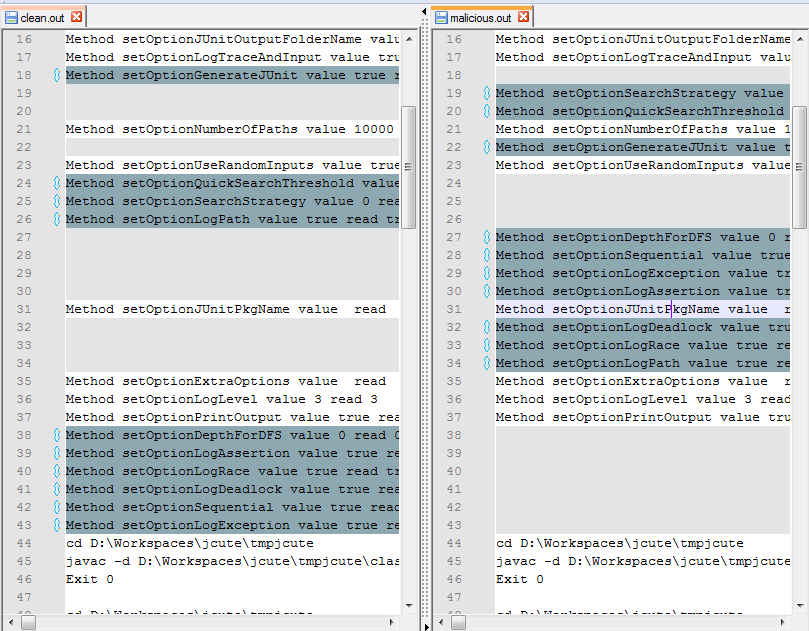 clean.out
16 Method setOptionJUnitOutputFolderName valu
17 Method setOptionLogTraceAndInput value tru
18 Method setOptionGenerateJUnit value true r
19
20
21 Method setOptionNumberOfPaths value 10000
22
23 Method setOptionUseRandomInputs value true
24 Method setOptionQuickSearchThreshold value
25 Method setOptionSearchStrategy value 0 rea
26 Method setOptionLogPath value true read tr
27
28
29
30
31 Method setOptionJUnitPkgName value  read
32
33
34
35 Method setOptionExtraOptions value  read
36 Method setOptionLogLevel value 3 read 3
37 Method setOptionPrintOutput value true rea
38 Method setOptionDepthForDFS value 0 read 0
39 Method setOptionLogAssertion value true re
40 Method setOptionLogRace value true read tr
41 Method setOptionLogDeadlock value true rea
42 Method setOptionSequential value true read
43 Method setOptionLogException value true re
44 cd D:\Workspaces\jcute\tmpjcute
45 javac -d D:\Workspaces\jcute\tmpjcute\clas
46 Exit 0
47
48 cd D:\Workspaces\jcute\tmpjcute
malicious.out
16 Method setOptionJUnitOutputFolderName
17 Method setOptionLogTraceAndInput valu
18
19 Method setOptionSearchStrategy value
20 Method setOptionQuickSearchThreshold
21 Method setOptionNumberOfPaths value 1
22 Method setOptionGenerateJUnit value t
23 Method setOptionUseRandomInputs value
24
25
26
27 Method setOptionDepthForDFS value 0 r
28 Method setOptionSequential value true
29 Method setOptionLogException value tr
30 Method setOptionLogAssertion value tr
31 Method setOptionJUnitPkgName value  r
32 Method setOptionLogDeadlock value tru
33 Method setOptionLogRace value true re
34 Method setOptionLogPath value true re
35 Method setOptionExtraOptions value  r
36 Method setOptionLogLevel value 3 read
37 Method setOptionPrintOutput value tru
38
39
40
41
42
43
44 cd D:\Workspaces\jcute\tmpjcute
45 javac -d D:\Workspaces\jcute\tmpjcute
46 Exit 0
47
48 cd D:\Workspaces\jcute\tmpjcute